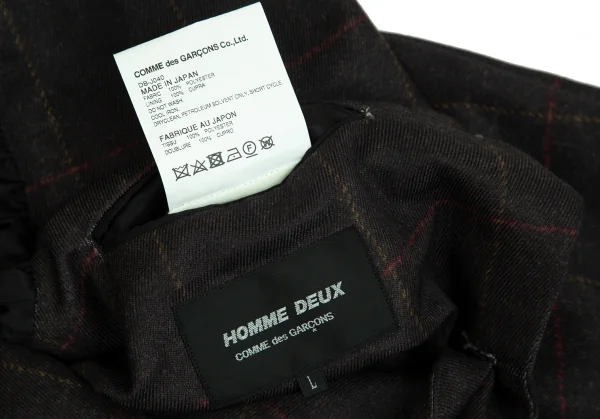 COMME des GARÇONS Co.,Ltd.
DB-J040
MADE IN JAPAN
FABRIC 100% POLYESTER
LINING 100% CUPRA
DO NOT WASH.
COOL IRON.
DRYCLEAN, PETROLEUM SOLVENT ONLY, SHORT CYCLE
FABRIQUE AU JAPON
TISSU 100% POLYESTER
DOUBLURE 100% CUPRO
HOMME DEUX
COMME des GARÇONS
L